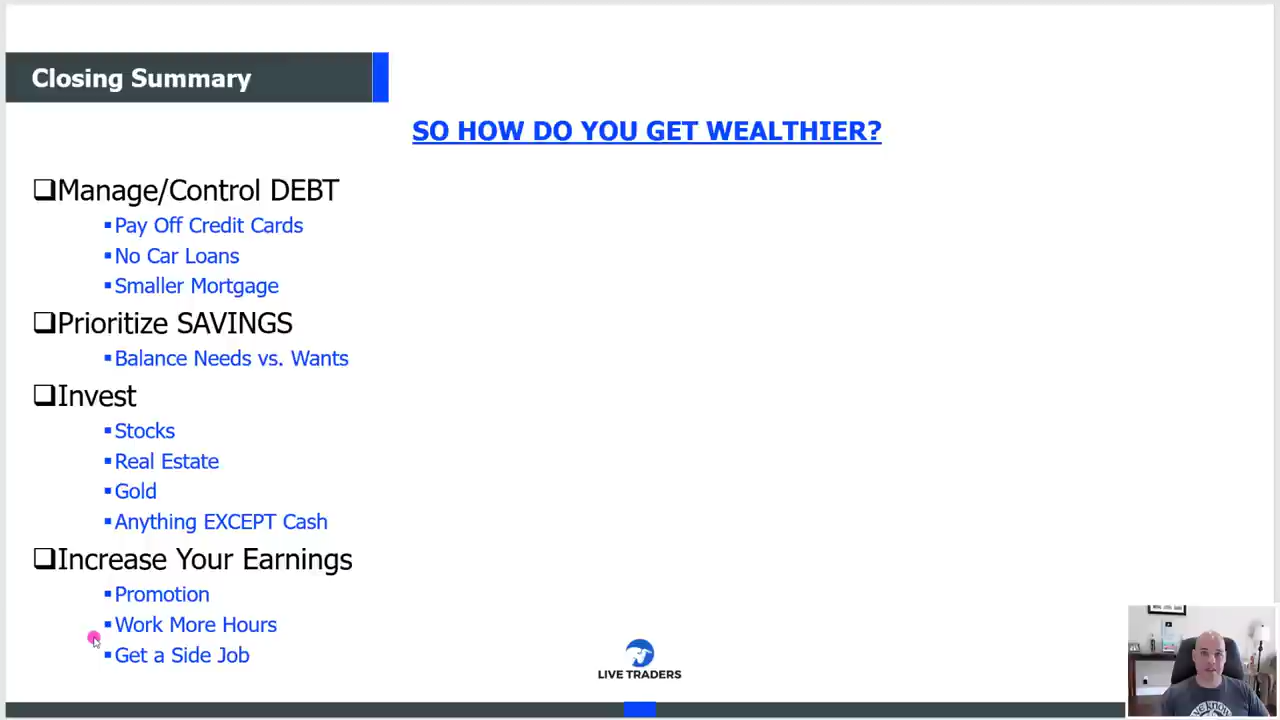 Closing Summary
SO HOW DO YOU GET WEALTHIER?
Manage/Control DEBT
Pay Off Credit Cards
No Car Loans
Smaller Mortgage
Prioritize SAVINGS
Balance Needs vs. Wants
Invest
Stocks
Real Estate
Gold
Anything EXCEPT Cash
Increase Your Earnings
Promotion
Work More Hours
Get a Side Job
LIVE TRADERS